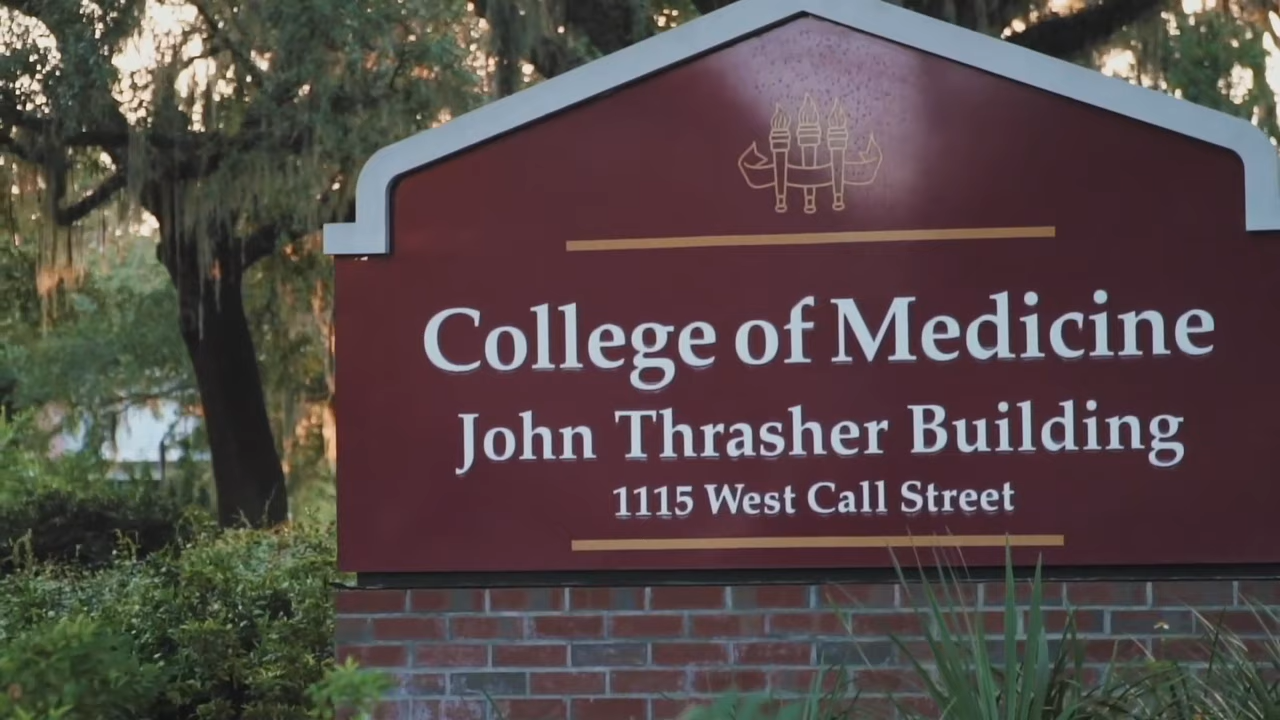 College of Medicine
John Thrasher Building
1115 West Call Street